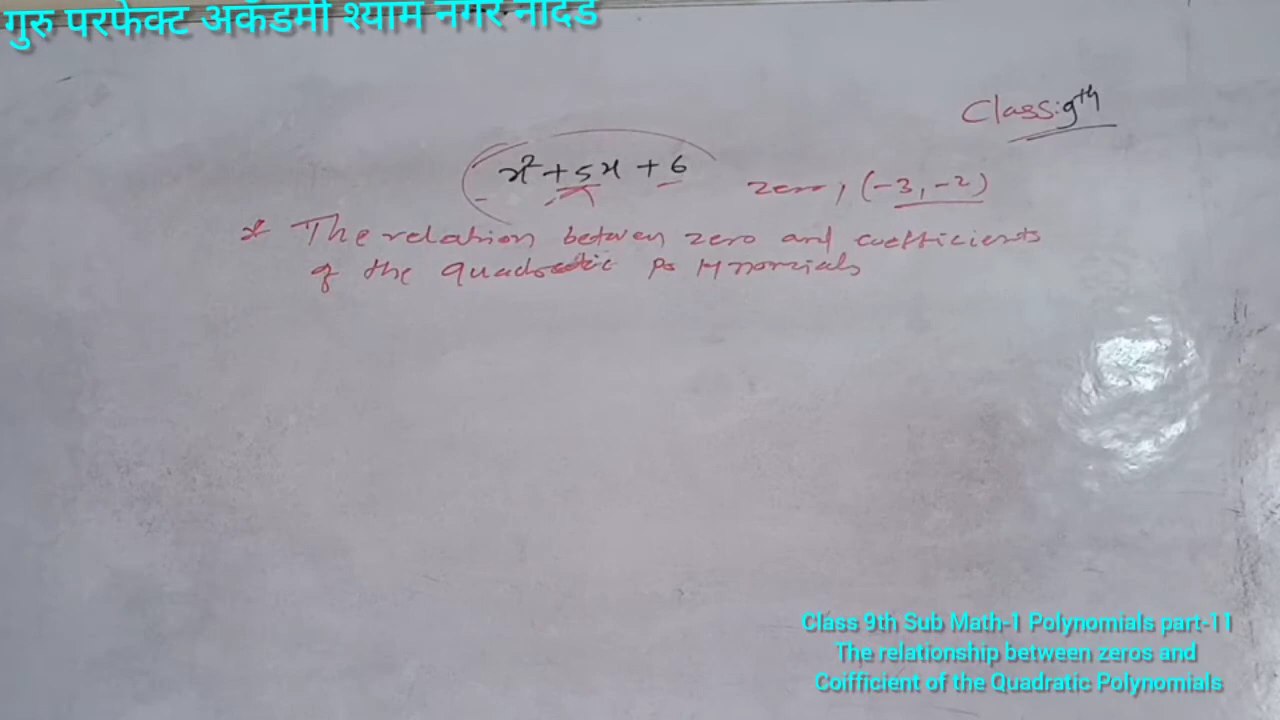 गुरु परफेक्ट अकॅडमी श्याम नगर नांदेड
Class: 9th
x² + 5x + 6
zero, (-3, -2)
* The relation between zero and coefficients
of the quadratic polynomials
Class 9th Sub Math-1 Polynomials part-11
The relationship between zeros and
Coifficient of the Quadratic Polynomials